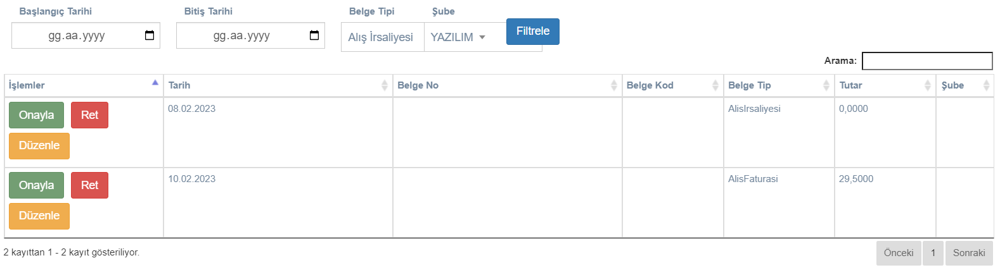 Başlangıç Tarihi Bitiş Tarihi Belge Tipi Şube
gg.aa.yyyy gg.aa.yyyy Alış İrsaliyesi YAZILIM Filtrele
Arama:
İşlemler Tarih Belge No Belge Kod Belge Tip Tutar Şube
Onayla Ret 08.02.2023 AlisIrsaliyesi 0,0000
Düzenle
Onayla Ret 10.02.2023 AlisFaturasi 29,5000
Düzenle
2 kayıttan 1 - 2 kayıt gösteriliyor. Önceki 1 Sonraki